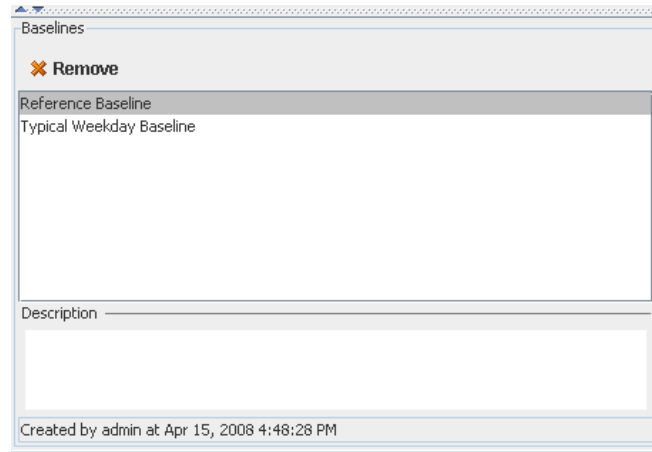 Baselines
Remove
Reference Baseline
Typical Weekday Baseline
Description
Created by admin at Apr 15, 2008 4:48:28 PM